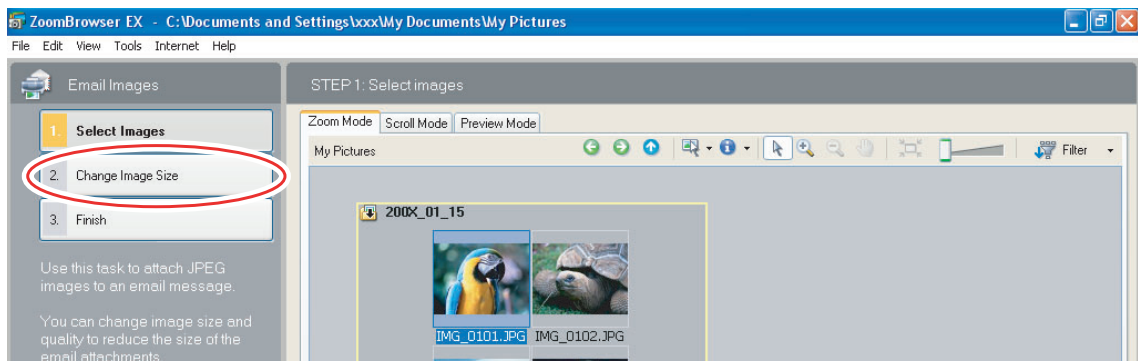 ZoomBrowser EX - C:\Documents and Settings\xxx\My Documents\My Pictures
File Edit View Tools Internet Help
Email Images
STEP 1: Select images
1. Select Images
2. Change Image Size
3. Finish
Use this task to attach JPEG
images to an email message.
You can change image size and
quality to reduce the size of the
email attachments.
Zoom Mode Scroll Mode Preview Mode
My Pictures
Filter
200X_01_15
IMG_0101.JPG IMG_0102.JPG